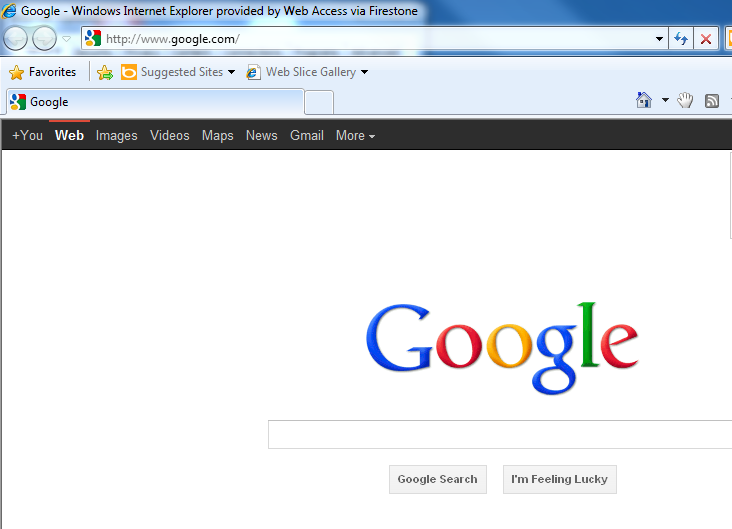 Google - Windows Internet Explorer provided by Web Access via Firestone
http://www.google.com/
Favorites Suggested Sites Web Slice Gallery
Google
+You Web Images Videos Maps News Gmail More
Google
Google Search I'm Feeling Lucky